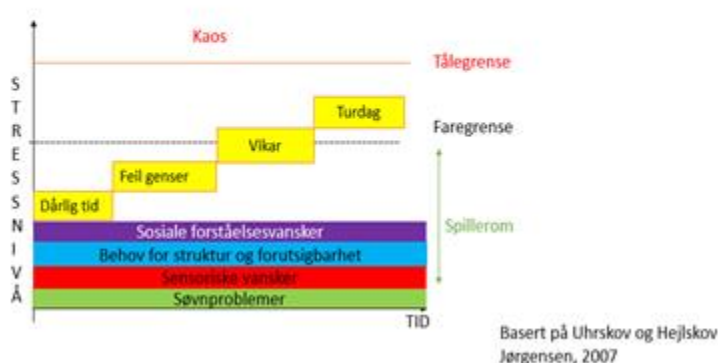 Kaos
Tålegrense
STRESSNIVÅ
Turdag
Faregrense
Vikar
Feil genser
Dårlig tid
Sosiale forståelsesvansker
Spillerom
Behov for struktur og forutsigbarhet
Sensoriske vansker
Søvnproblemer
TID
Basert på Uhrskov og Hejlskov
Jørgensen, 2007